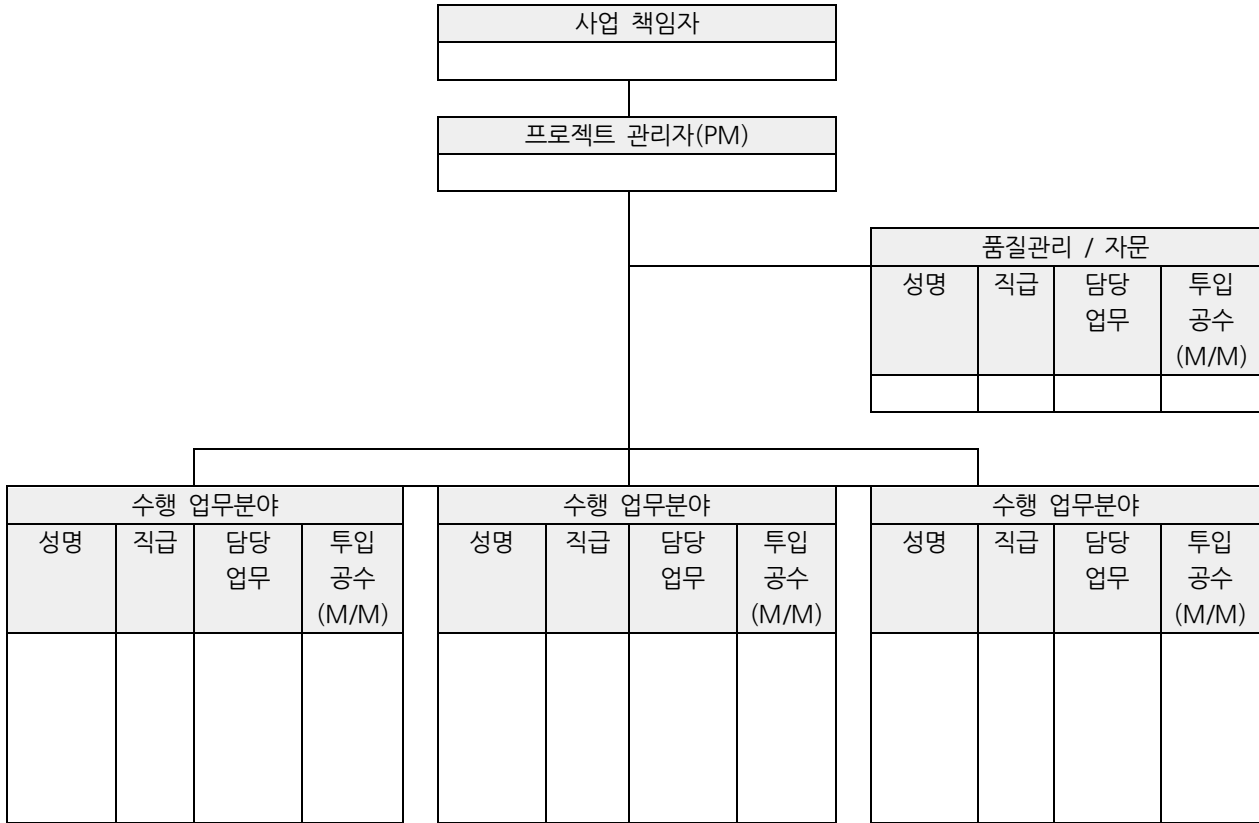 사업 책임자
프로젝트 관리자(PM)
품질관리 / 자문
성명 직급 담당 투입
업무 공수
(M/M)
수행 업무분야 수행 업무분야 수행 업무분야
성명 직급 담당 투입 성명 직급 담당 투입 성명 직급 담당 투입
업무 공수 업무 공수 업무 공수
(M/M) (M/M) (M/M)